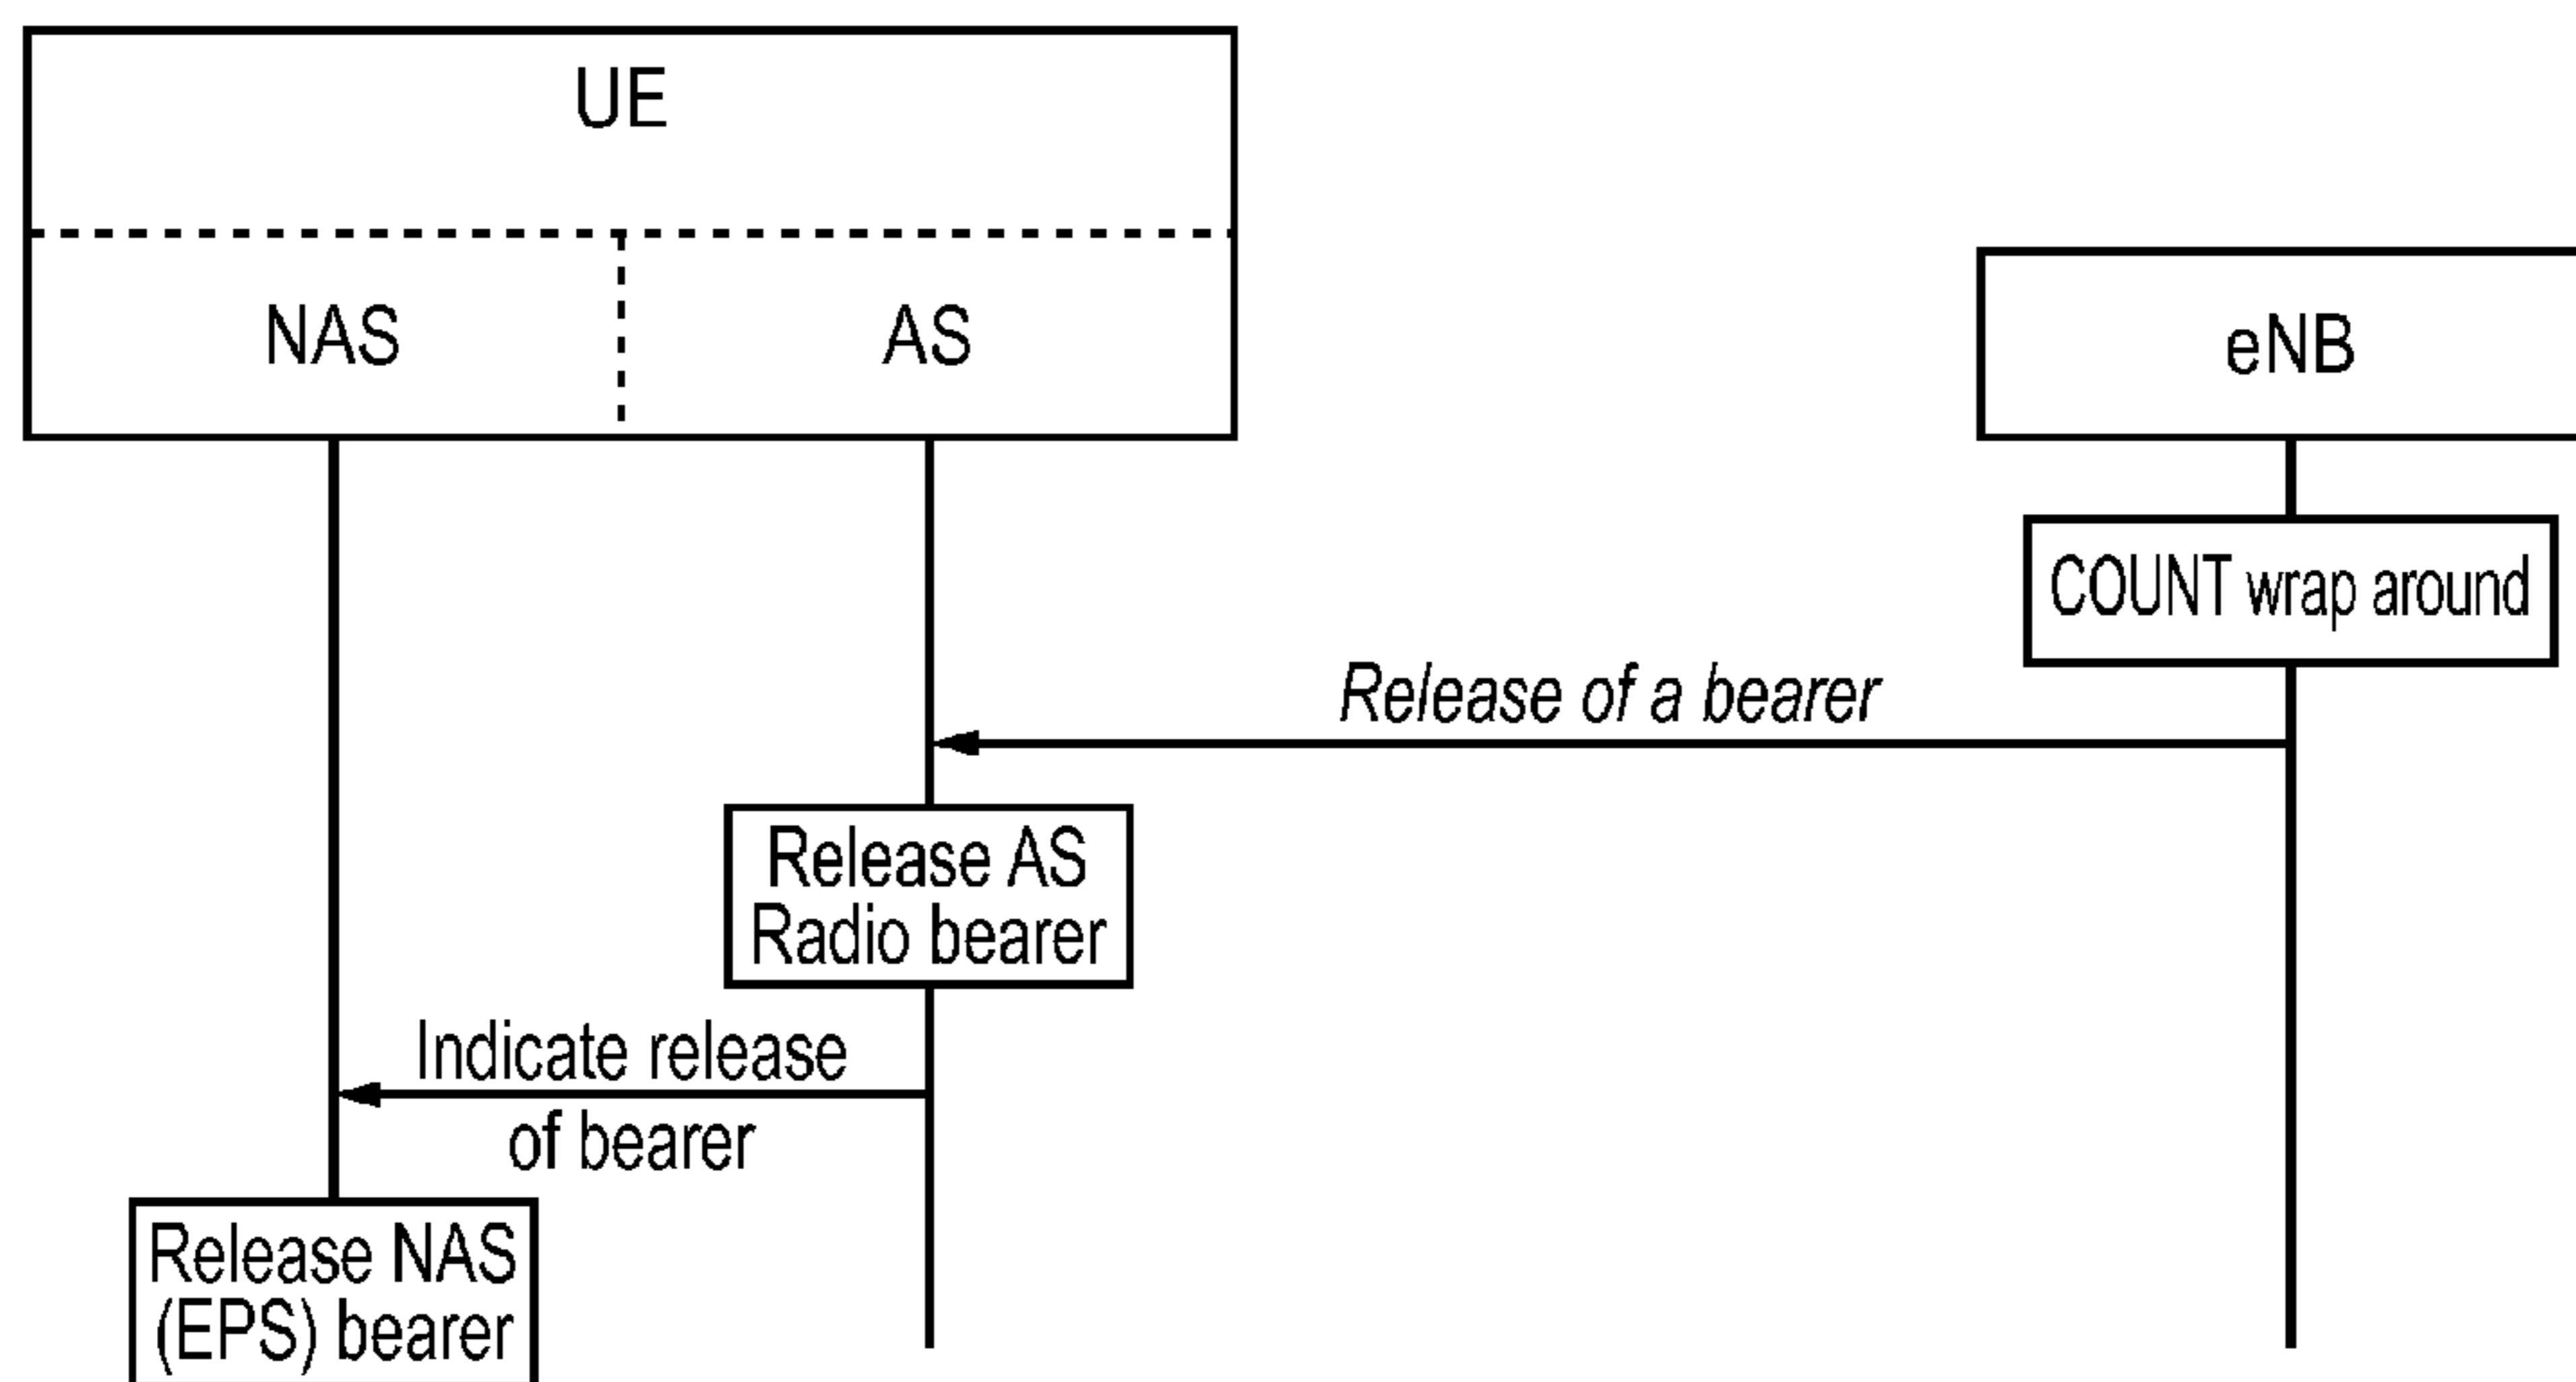 UE
NAS
AS
eNB
COUNT wrap around
Release of a bearer
Release AS
Radio bearer
Indicate release
of bearer
Release NAS
(EPS) bearer